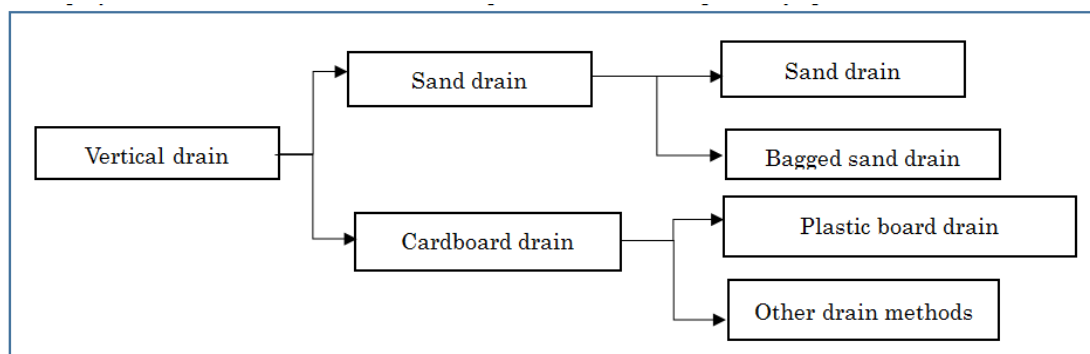 Sand drain
Sand drain
Vertical drain
Bagged sand drain
Cardboard drain
Plastic board drain
Other drain methods